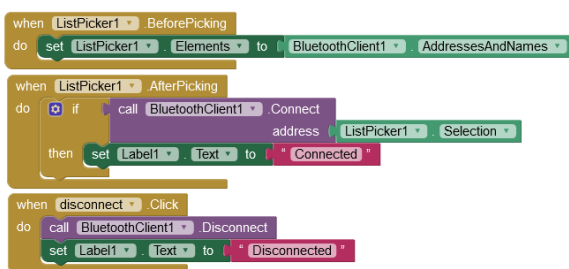 when ListPicker1 .BeforePicking
do set ListPicker1 . Elements to BluetoothClient1 . AddressesAndNames
when ListPicker1 .AfterPicking
do if call BluetoothClient1 .Connect
address ListPicker1 . Selection
then set Label1 . Text to " Connected "
when disconnect .Click
do call BluetoothClient1 .Disconnect
set Label1 . Text to " Disconnected "